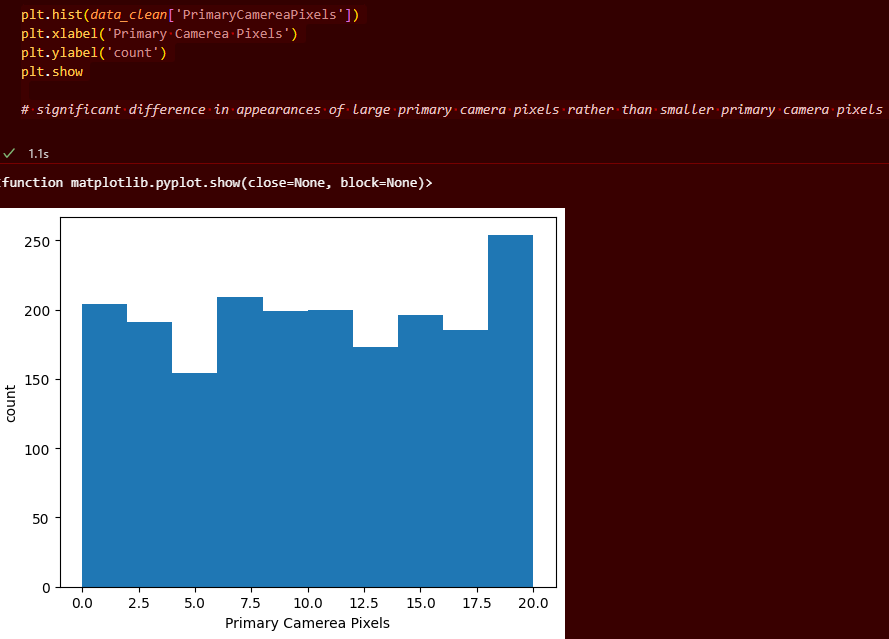 plt.hist(data_clean['PrimaryCamereaPixels'])
plt.xlabel('Primary Camerea Pixels')
plt.ylabel('count')
plt.show
# significant difference in appearances of large primary camera pixels rather than smaller primary camera pixels
1.1s
function matplotlib.pyplot.show(close=None, block=None)>
250
200
150
100
50
0
count
0.0 2.5 5.0 7.5 10.0 12.5 15.0 17.5 20.0
Primary Camerea Pixels